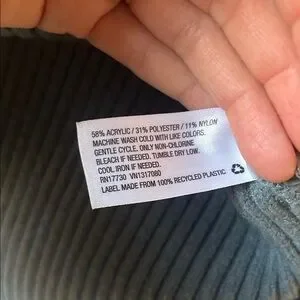 58% ACRYLIC / 31% POLYESTER / 11% NYLON
MACHINE WASH COLD WITH LIKE COLORS.
GENTLE CYCLE. ONLY NON-CHLORINE
BLEACH IF NEEDED. TUMBLE DRY LOW.
COOL IRON IF NEEDED.
RN17730 VN1317080
LABEL MADE FROM 100% RECYCLED PLASTIC